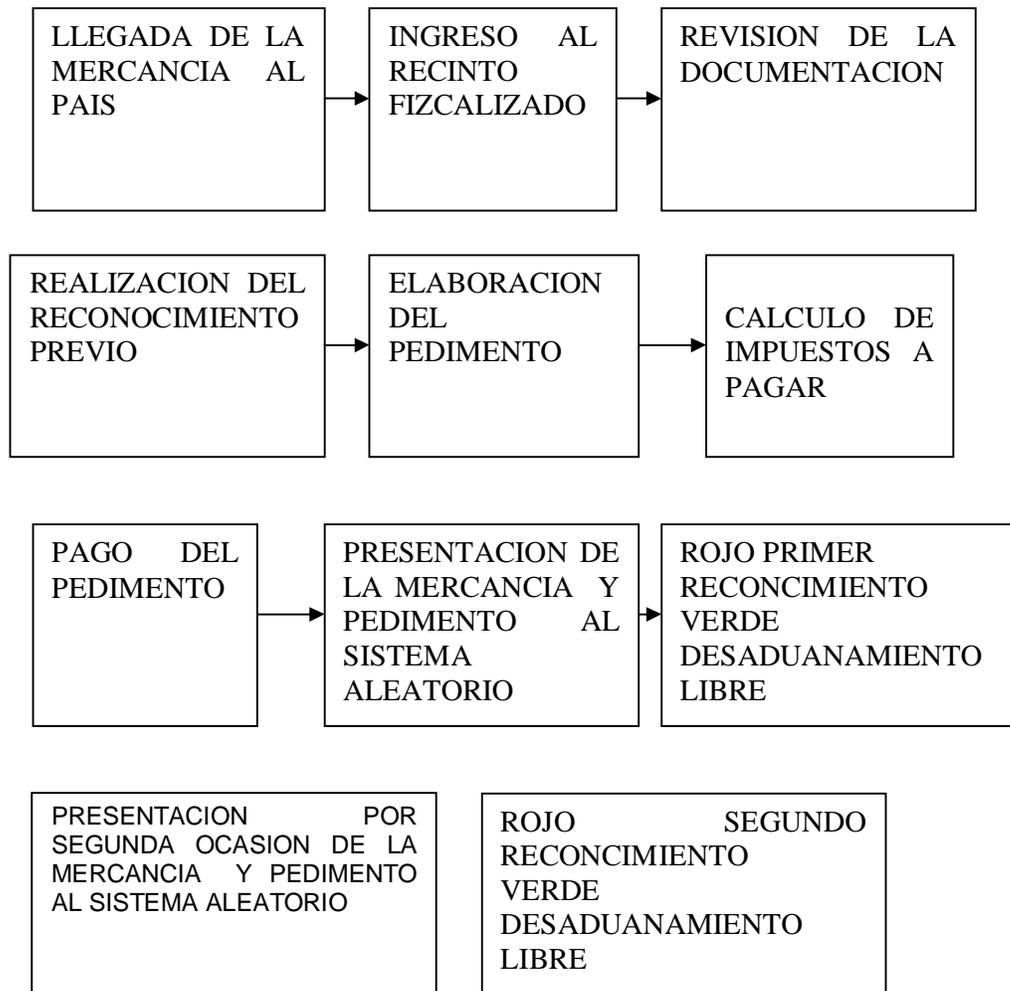 LLEGADA DE LA
MERCANCIA AL
PAIS
INGRESO AL
RECINTO
FIZCALIZADO
REVISION DE LA
DOCUMENTACION
REALIZACION DEL
RECONOCIMIENTO
PREVIO
ELABORACION
DEL
PEDIMENTO
CALCULO DE
IMPUESTOS A
PAGAR
PAGO DEL
PEDIMENTO
PRESENTACION DE
LA MERCANCIA Y
PEDIMENTO AL
SISTEMA
ALEATORIO
ROJO PRIMER
RECONCIMIENTO
VERDE
DESADUANAMIENTO
LIBRE
PRESENTACION POR
SEGUNDA OCASION DE LA
MERCANCIA Y PEDIMENTO
AL SISTEMA ALEATORIO
ROJO SEGUNDO
RECONCIMIENTO
VERDE
DESADUANAMIENTO
LIBRE